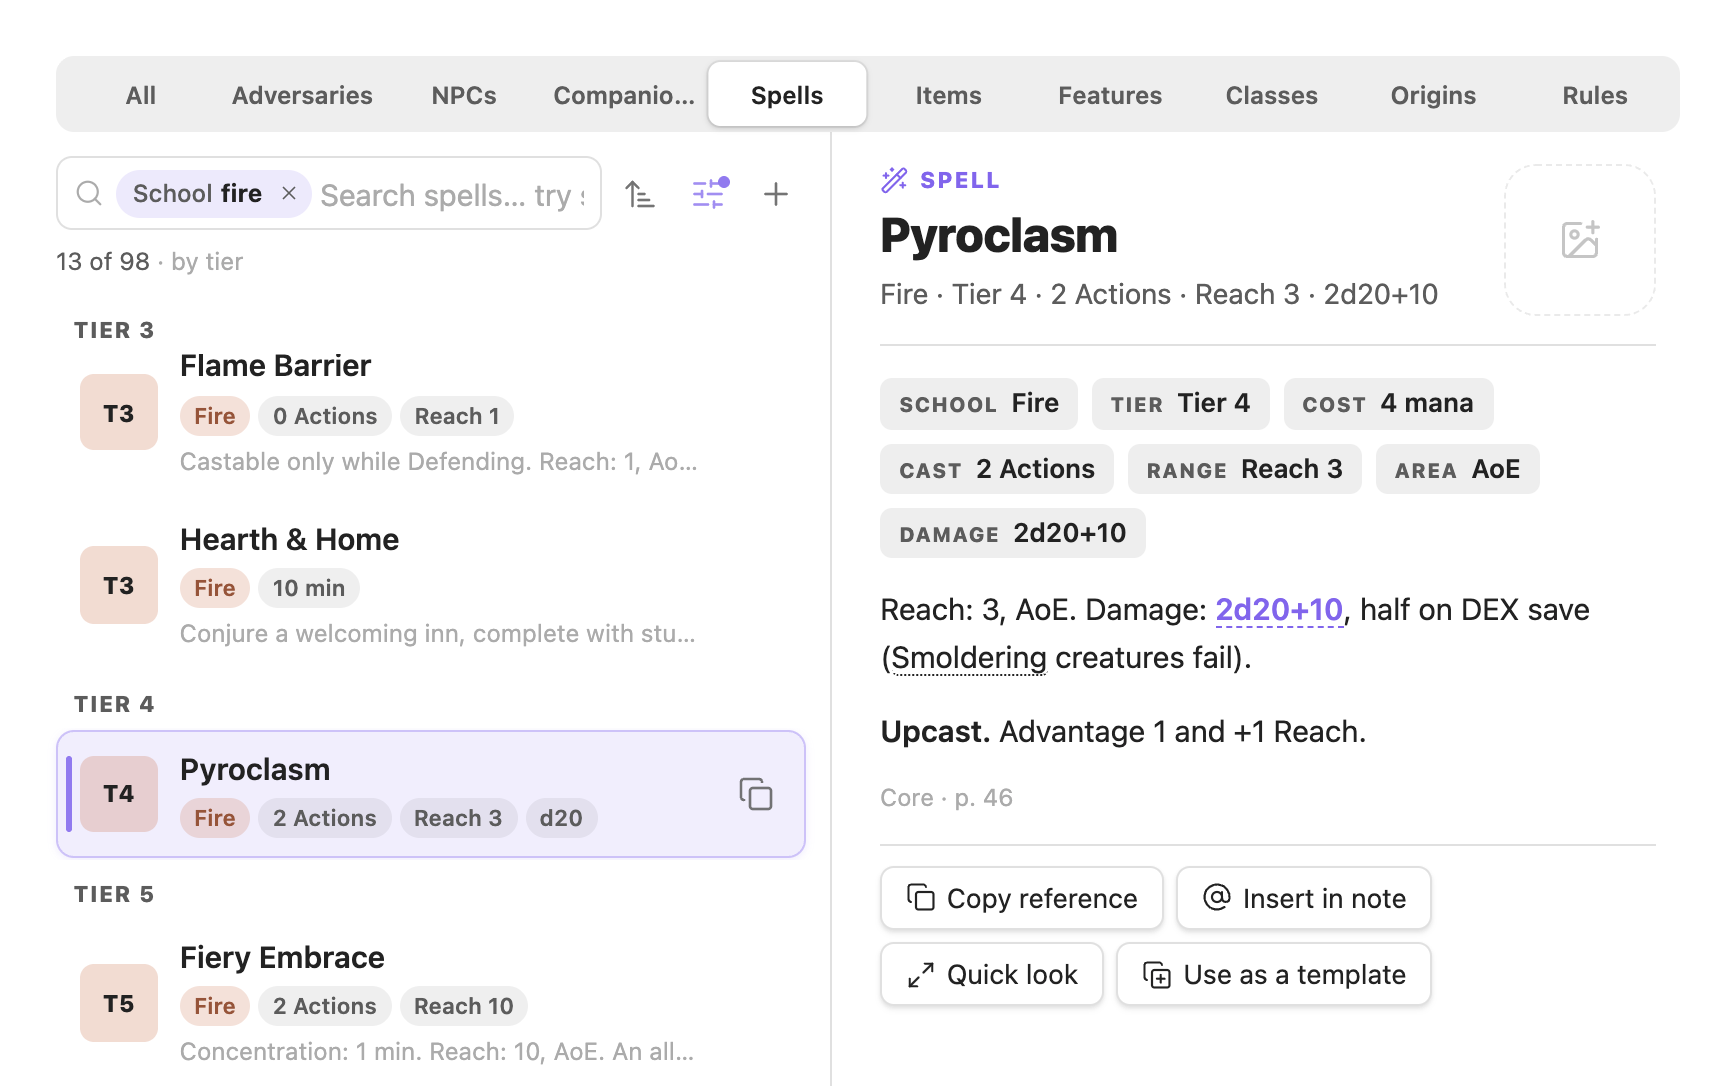 All Adversaries NPCs Companio... Spells Items Features Classes Origins Rules
School fire × Search spells... try
13 of 98 · by tier
TIER 3
T3
Flame Barrier
Fire 0 Actions Reach 1
Castable only while Defending. Reach: 1, Ao...
T3
Hearth & Home
Fire 10 min
Conjure a welcoming inn, complete with stu...
TIER 4
T4
Pyroclasm
Fire 2 Actions Reach 3 d20
TIER 5
T5
Fiery Embrace
Fire 2 Actions Reach 10
Concentration: 1 min. Reach: 10, AoE. An all...
SPELL
Pyroclasm
Fire · Tier 4 · 2 Actions · Reach 3 · 2d20+10
SCHOOL Fire TIER Tier 4 COST 4 mana
CAST 2 Actions RANGE Reach 3 AREA AoE
DAMAGE 2d20+10
Reach: 3, AoE. Damage: 2d20+10, half on DEX save
(Smoldering creatures fail).
Upcast. Advantage 1 and +1 Reach.
Core · p. 46
Copy reference @ Insert in note
Quick look Use as a template